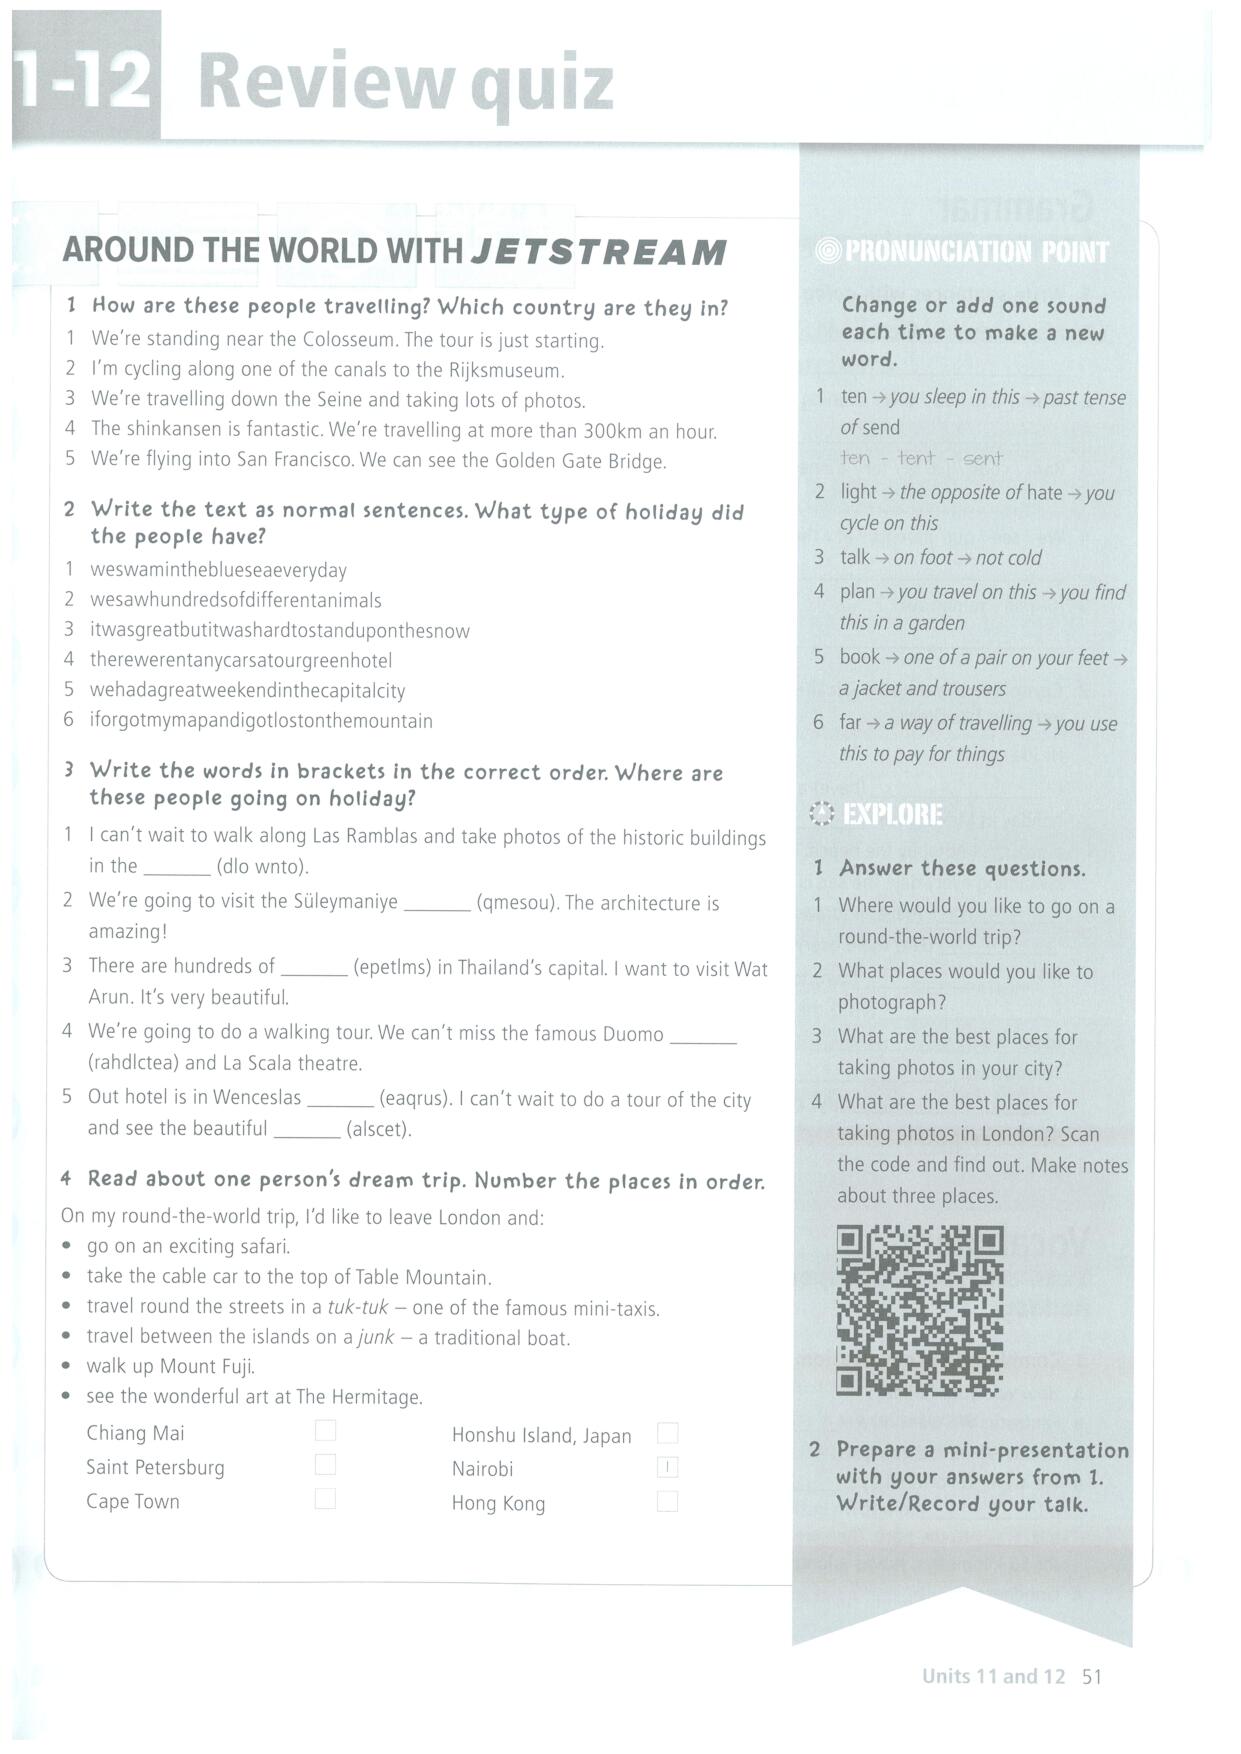 1-12 Review quiz
AROUND THE WORLD WITH JETSTREAM
1 How are these people travelling? Which country are they in?
1 We're standing near the Colosseum. The tour is just starting.
2 I'm cycling along one of the canals to the Rijksmuseum.
3 We're travelling down the Seine and taking lots of photos.
4 The shinkansen is fantastic. We're travelling at more than 300km an hour.
5 We're flying into San Francisco. We can see the Golden Gate Bridge.
2 Write the text as normal sentences. What type of holiday did
the people have?
1 weswamintheblueseaeveryday
2 wesawhundredsofdifferentanimals
3 itwasgreatbutitwashardtostanduponthesnow
4 therewerentanycarsatourgreenhotel
5 wehadagreatweekendinthecapitalcity
6 iforgotmymapandigotlostonthemountain
3 Write the words in brackets in the correct order. Where are
these people going on holiday?
1 I can't wait to walk along Las Ramblas and take photos of the historic buildings
in the ______ (dlo wnto).
2 We're going to visit the Süleymaniye ______ (qmesou). The architecture is
amazing!
3 There are hundreds of ______ (epetlms) in Thailand's capital. I want to visit Wat
Arun. It's very beautiful.
4 We're going to do a walking tour. We can't miss the famous Duomo ______
(rahdlctea) and La Scala theatre.
5 Out hotel is in Wenceslas ______ (eaqrus). I can't wait to do a tour of the city
and see the beautiful ______ (alscet).
4 Read about one person's dream trip. Number the places in order.
On my round-the-world trip, I'd like to leave London and:
• go on an exciting safari.
• take the cable car to the top of Table Mountain.
• travel round the streets in a tuk-tuk – one of the famous mini-taxis.
• travel between the islands on a junk – a traditional boat.
• walk up Mount Fuji.
• see the wonderful art at The Hermitage.
Chiang Mai Honshu Island, Japan
Saint Petersburg Nairobi 1
Cape Town Hong Kong
PRONUNCIATION POINT
Change or add one sound
each time to make a new
word.
1 ten → you sleep in this → past tense
of send
ten - tent - sent
2 light → the opposite of hate → you
cycle on this
3 talk → on foot → not cold
4 plan → you travel on this → you find
this in a garden
5 book → one of a pair on your feet →
a jacket and trousers
6 far → a way of travelling → you use
this to pay for things
EXPLORE
1 Answer these questions.
1 Where would you like to go on a
round-the-world trip?
2 What places would you like to
photograph?
3 What are the best places for
taking photos in your city?
4 What are the best places for
taking photos in London? Scan
the code and find out. Make notes
about three places.
2 Prepare a mini-presentation
with your answers from 1.
Write/Record your talk.
Units 11 and 12 51